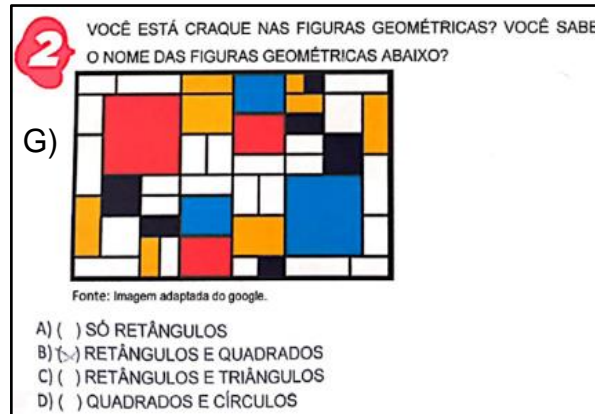 2 VOCÊ ESTÁ CRAQUE NAS FIGURAS GEOMÉTRICAS? VOCÊ SABE
O NOME DAS FIGURAS GEOMÉTRICAS ABAIXO?
G)
Fonte: Imagem adaptada do google.
A) ( ) SÓ RETÂNGULOS
B) (x) RETÂNGULOS E QUADRADOS
C) ( ) RETÂNGULOS E TRIÂNGULOS
D) ( ) QUADRADOS E CÍRCULOS